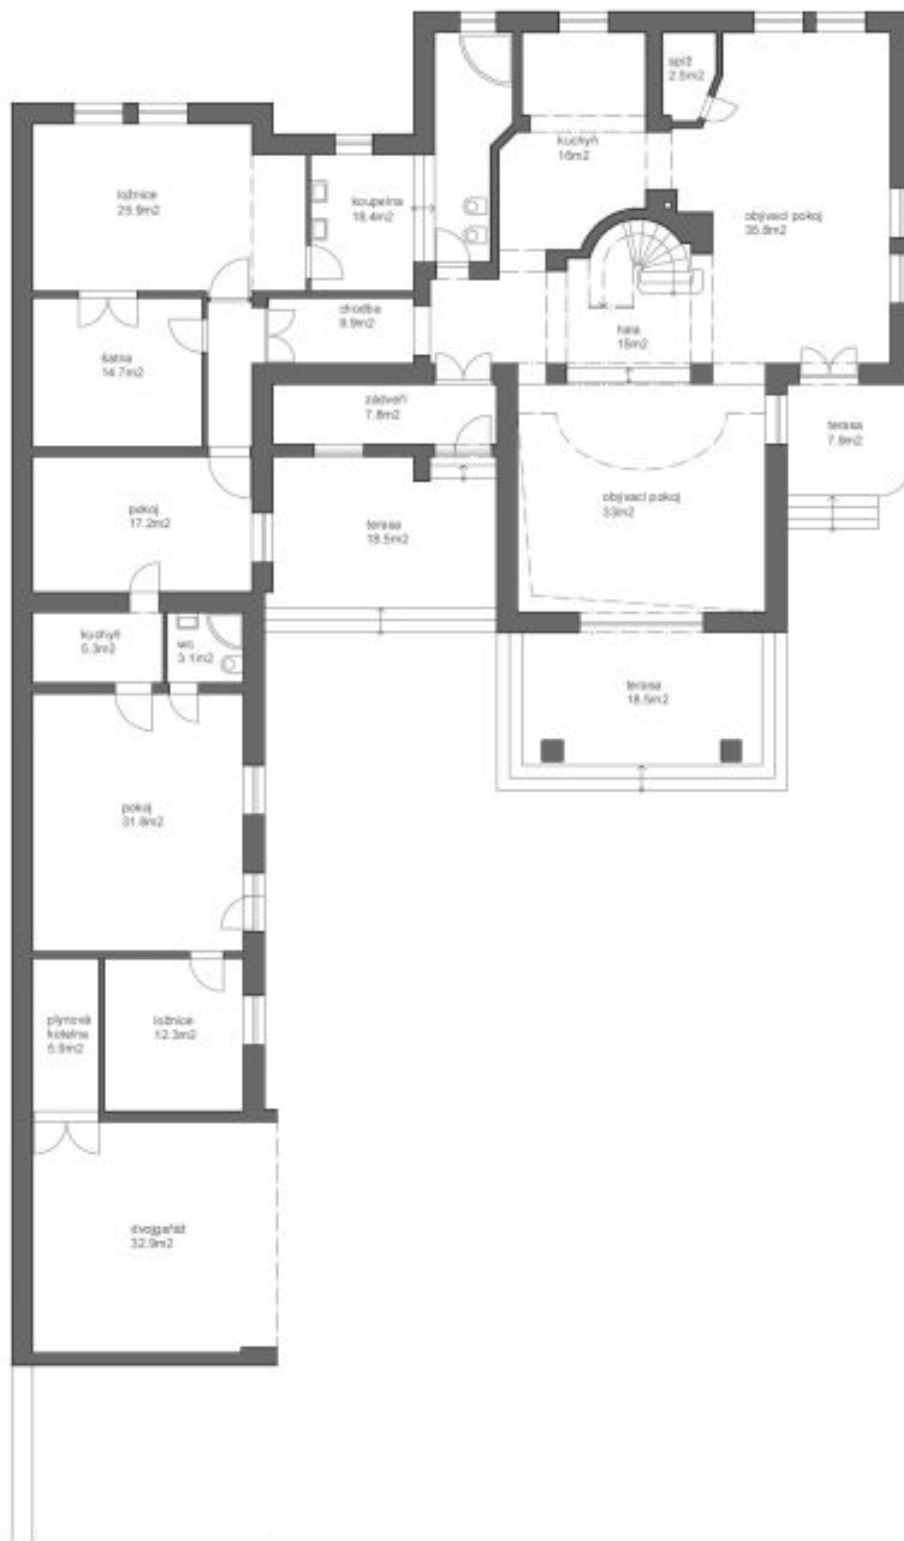 spíž
2.5m2
kuchyň
16m2
ložnice
25.9m2
koupelna
18.4m2
obývací pokoj
35.8m2
chodba
9.9m2
hala
15m2
šatna
14.7m2
zádveří
7.8m2
terasa
7.9m2
pokoj
17.2m2
terasa
18.5m2
obývací pokoj
33m2
kuchyň
5.3m2
wc
3.1m2
terasa
18.5m2
pokoj
31.8m2
plynová
kotelna
5.9m2
ložnice
12.3m2
dvojgaráž
32.9m2